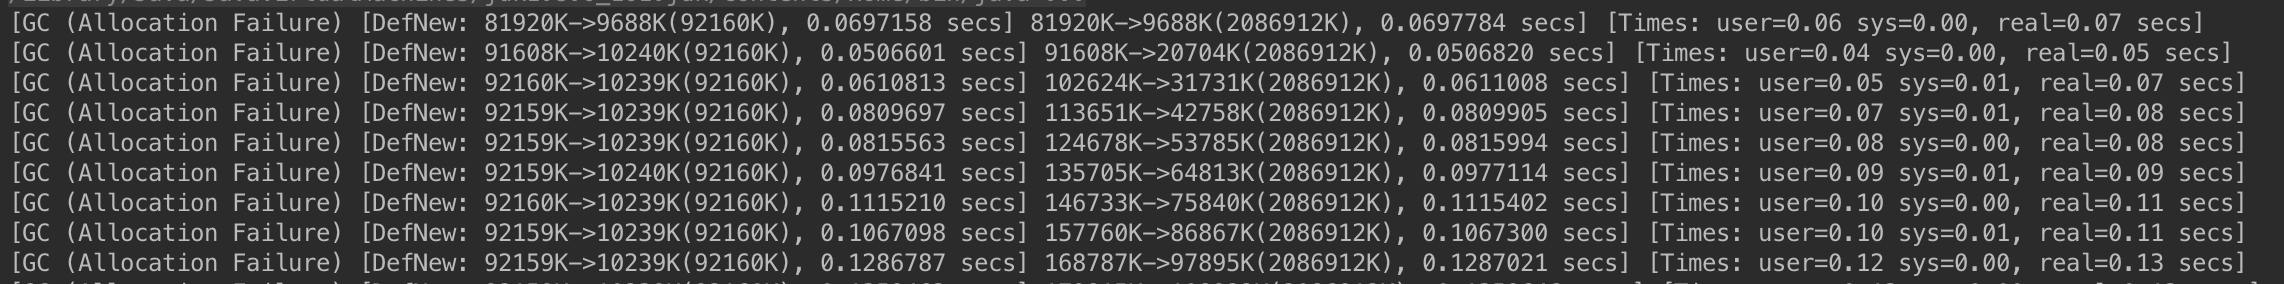 [GC (Allocation Failure) [DefNew: 81920K->9688K(92160K), 0.0697158 secs] 81920K->9688K(2086912K), 0.0697784 secs] [Times: user=0.06 sys=0.00, real=0.07 secs]
[GC (Allocation Failure) [DefNew: 91608K->10240K(92160K), 0.0506601 secs] 91608K->20704K(2086912K), 0.0506820 secs] [Times: user=0.04 sys=0.00, real=0.05 secs]
[GC (Allocation Failure) [DefNew: 92160K->10239K(92160K), 0.0610813 secs] 102624K->31731K(2086912K), 0.0611008 secs] [Times: user=0.05 sys=0.01, real=0.07 secs]
[GC (Allocation Failure) [DefNew: 92159K->10239K(92160K), 0.0809697 secs] 113651K->42758K(2086912K), 0.0809905 secs] [Times: user=0.07 sys=0.01, real=0.08 secs]
[GC (Allocation Failure) [DefNew: 92159K->10239K(92160K), 0.0815563 secs] 124678K->53785K(2086912K), 0.0815994 secs] [Times: user=0.08 sys=0.00, real=0.08 secs]
[GC (Allocation Failure) [DefNew: 92159K->10240K(92160K), 0.0976841 secs] 135705K->64813K(2086912K), 0.0977114 secs] [Times: user=0.09 sys=0.01, real=0.09 secs]
[GC (Allocation Failure) [DefNew: 92160K->10239K(92160K), 0.1115210 secs] 146733K->75840K(2086912K), 0.1115402 secs] [Times: user=0.10 sys=0.00, real=0.11 secs]
[GC (Allocation Failure) [DefNew: 92159K->10239K(92160K), 0.1067098 secs] 157760K->86867K(2086912K), 0.1067300 secs] [Times: user=0.10 sys=0.01, real=0.11 secs]
[GC (Allocation Failure) [DefNew: 92159K->10239K(92160K), 0.1286787 secs] 168787K->97895K(2086912K), 0.1287021 secs] [Times: user=0.12 sys=0.00, real=0.13 secs]